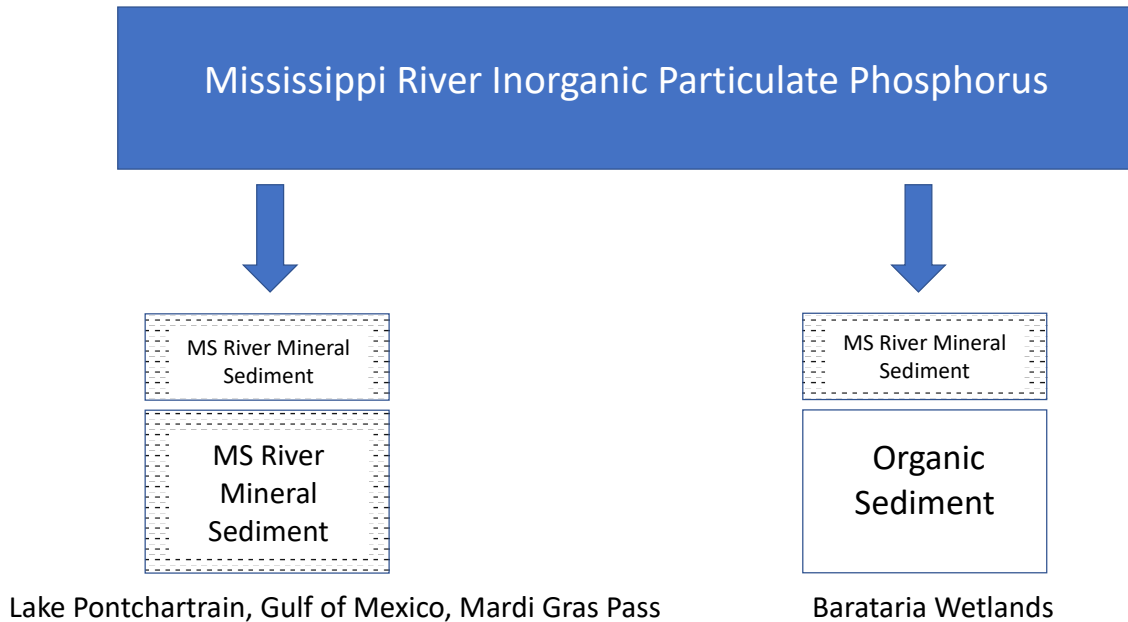 Mississippi River Inorganic Particulate Phosphorus
MS River Mineral
Sediment
MS River
Mineral
Sediment
Lake Pontchartrain, Gulf of Mexico, Mardi Gras Pass
MS River Mineral
Sediment
Organic
Sediment
Barataria Wetlands